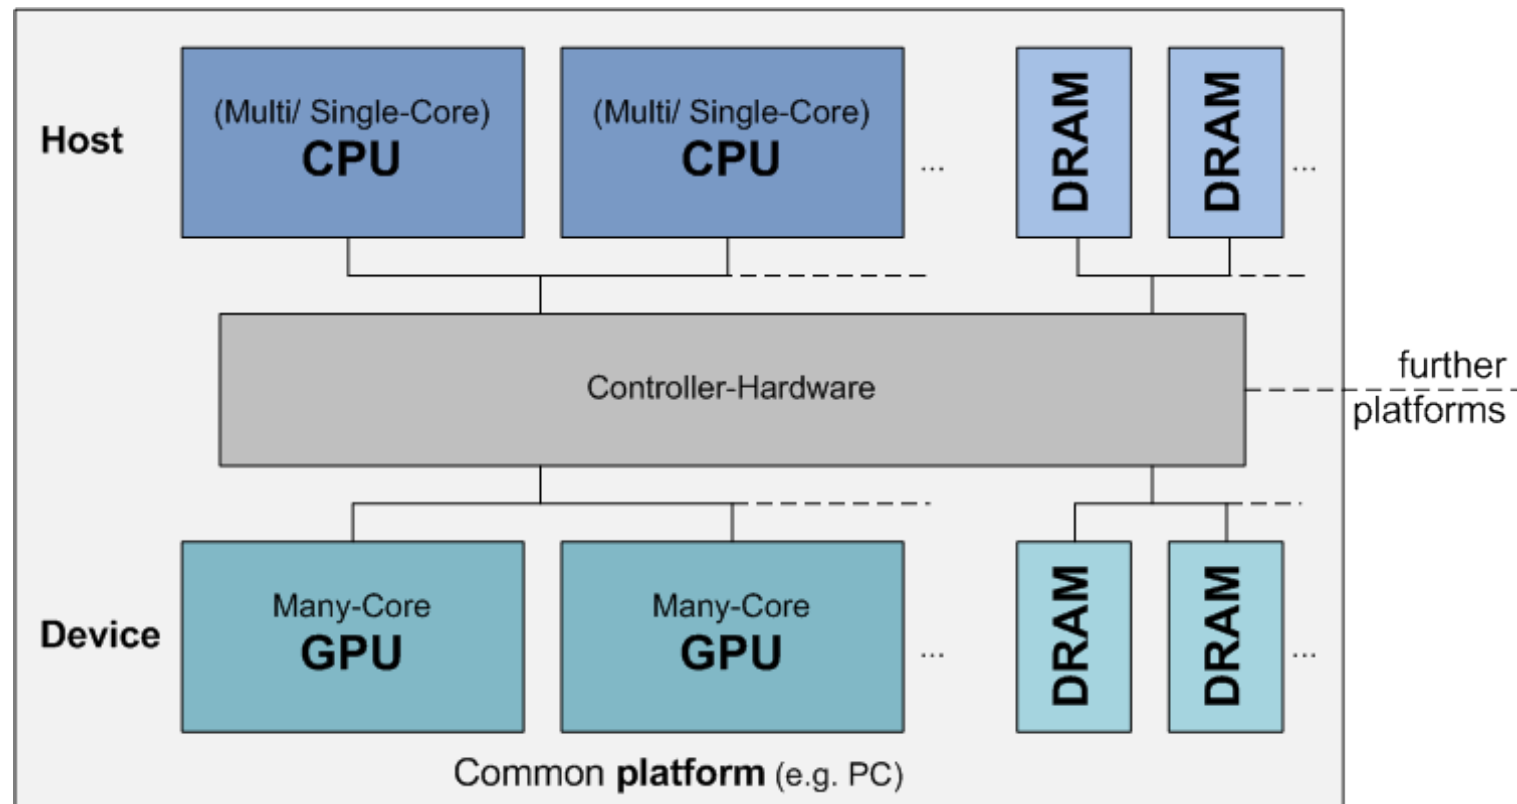 Host
(Multi/ Single-Core)
CPU
(Multi/ Single-Core)
CPU
...
DRAM
DRAM
...
Controller-Hardware
further
platforms
Device
Many-Core
GPU
Many-Core
GPU
...
DRAM
DRAM
...
Common platform (e.g. PC)